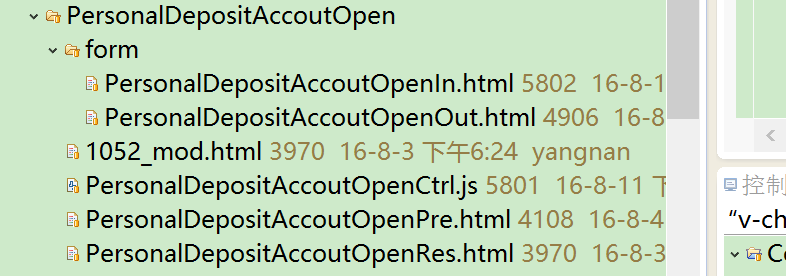 PersonalDepositAccoutOpen
form
PersonalDepositAccoutOpenIn.html 5802 16-8-1
PersonalDepositAccoutOpenOut.html 4906 16-8
1052_mod.html 3970 16-8-3 下午6:24 yangnan
PersonalDepositAccoutOpenCtrl.js 5801 16-8-11 下
PersonalDepositAccoutOpenPre.html 4108 16-8-4
PersonalDepositAccoutOpenRes.html 3970 16-8-3
控制
“v-ch
Co